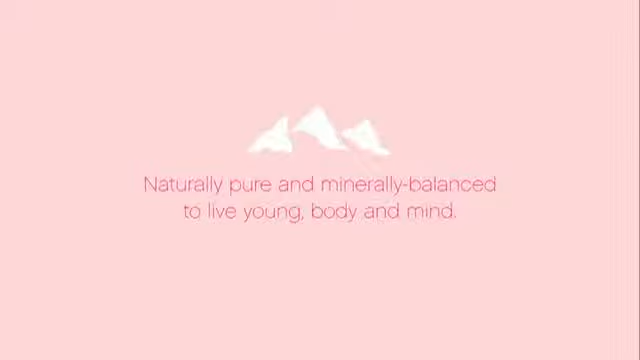 Naturally pure and minerally-balanced
to live young, body and mind.